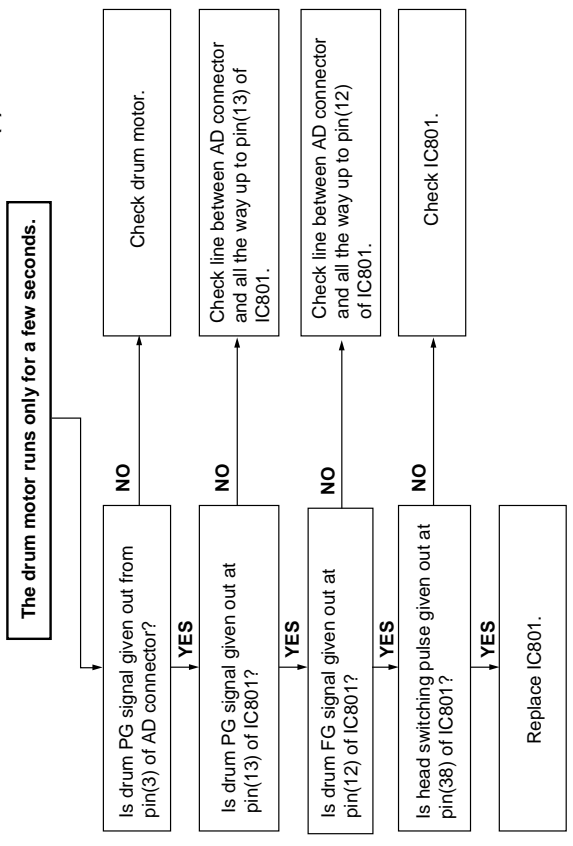 The drum motor runs only for a few seconds.
Is drum PG signal given out from
pin(3) of AD connector?
NO
Check drum motor.
YES
Is drum PG signal given out at
pin(13) of IC801?
NO
Check line between AD connector
and all the way up to pin(13) of
IC801.
YES
Is drum FG signal given out at
pin(12) of IC801?
NO
Check line between AD connector
and all the way up to pin(12)
of IC801.
YES
Is head switching pulse given out at
pin(38) of IC801?
NO
Check IC801.
YES
Replace IC801.